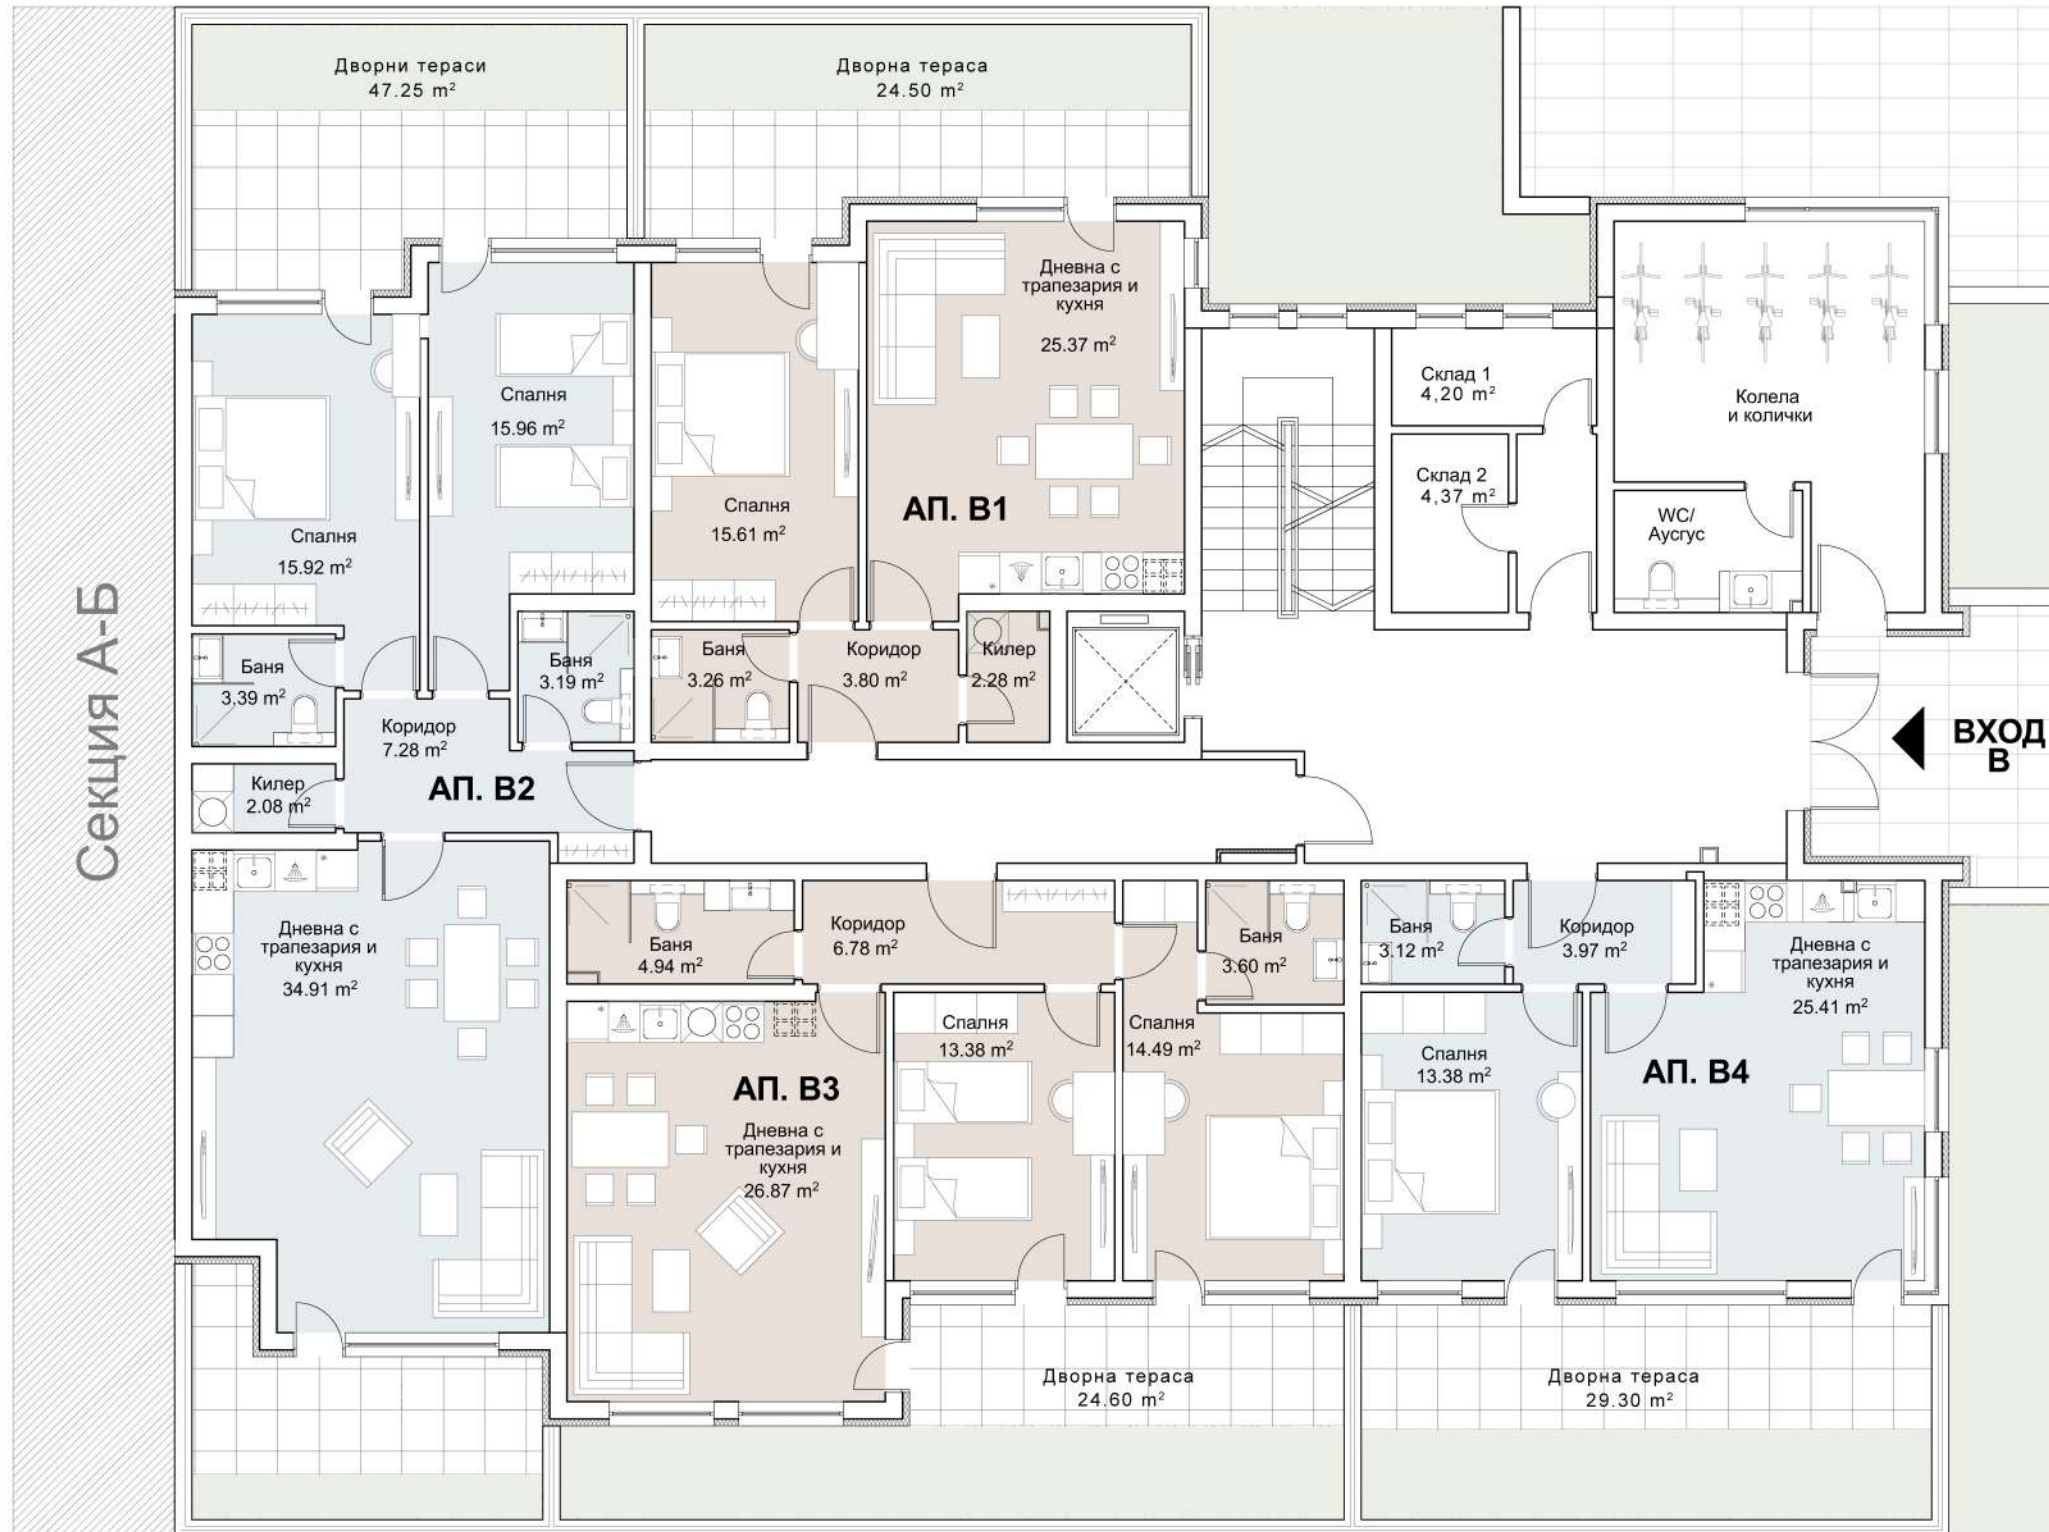 Секция А-Б
Дворни тераси
47.25 m²
Дворна тераса
24.50 m²
Дневна с
трапезария и
кухня
25.37 m²
АП. В1
Спалня
15.61 m²
Спалня
15.96 m²
Спалня
15.92 m²
Склад 1
4,20 m²
Склад 2
4,37 m²
Колела
и колички
WC/
Аусгус
Баня
3.39 m²
Баня
3.19 m²
Баня
3.26 m²
Коридор
3.80 m²
Килер
2.28 m²
Коридор
7.28 m²
АП. В2
Килер
2.08 m²
ВХОД
В
Дневна с
трапезария и
кухня
34.91 m²
Баня
4.94 m²
Коридор
6.78 m²
Баня
3.60 m²
Баня
3.12 m²
Коридор
3.97 m²
Дневна с
трапезария и
кухня
25.41 m²
Спалня
13.38 m²
Спалня
14.49 m²
Спалня
13.38 m²
АП. В4
АП. В3
Дневна с
трапезария и
кухня
26.87 m²
Дворна тераса
24.60 m²
Дворна тераса
29.30 m²